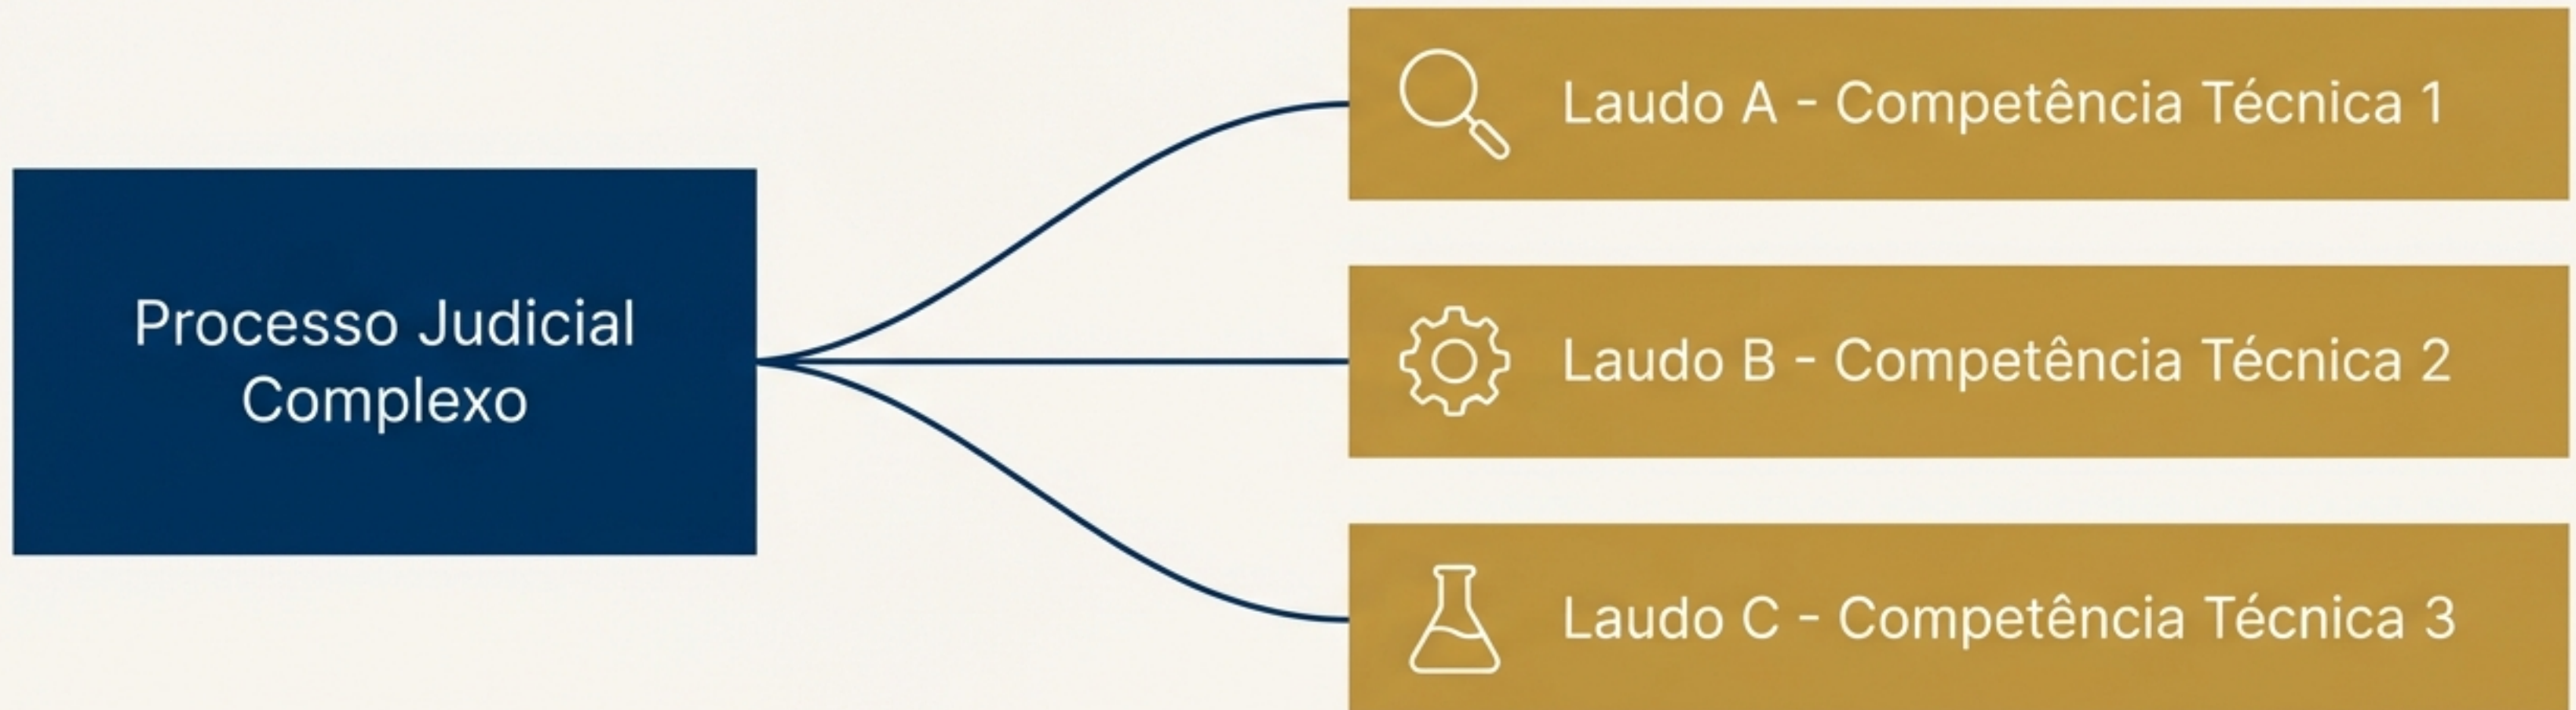 Processo Judicial
Complexo
Laudo A - Competência Técnica 1
Laudo B - Competência Técnica 2
Laudo C - Competência Técnica 3